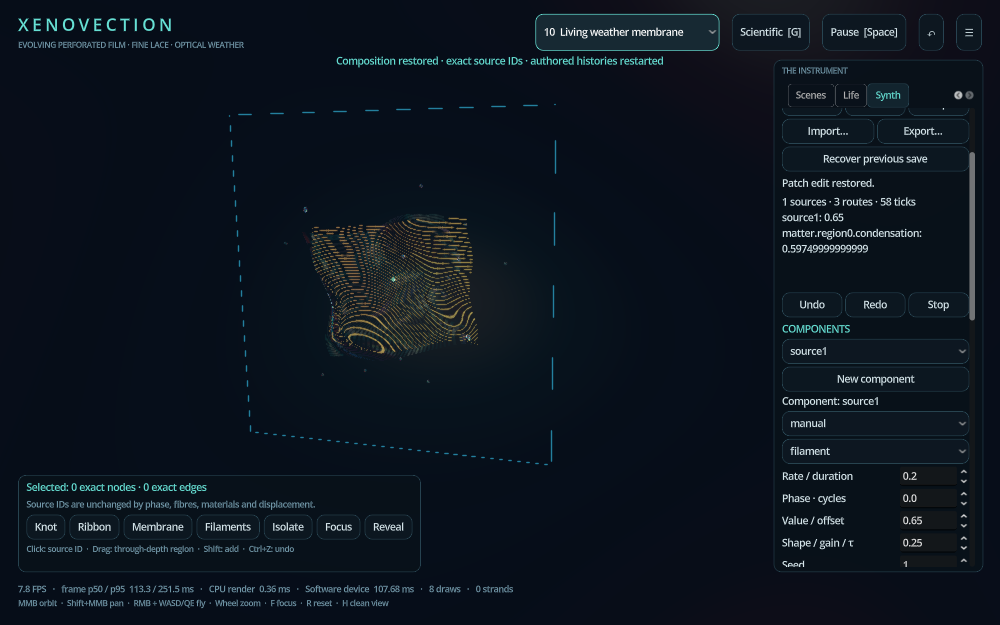 XENOVECTION
EVOLVING PERFORATED FILM · FINE LACE · OPTICAL WEATHER
10 Living weather membrane
Scientific [G]
Pause [Space]
Composition restored · exact source IDs · authored histories restarted
THE INSTRUMENT
Scenes
Life
Synth
Import...
Export...
Recover previous save
Patch edit restored.
1 sources · 3 routes · 58 ticks
source1: 0.65
matter.region0.condensation:
0.59749999999999
Undo
Redo
Stop
COMPONENTS
source1
New component
Component: source1
manual
filament
Rate / duration 0.2
Phase · cycles 0.0
Value / offset 0.65
Shape / gain / τ 0.25
Seed 1
Selected: 0 exact nodes · 0 exact edges
Source IDs are unchanged by phase, fibres, materials and displacement.
Knot
Ribbon
Membrane
Filaments
Isolate
Focus
Reveal
Click: source ID · Drag: through-depth region · Shift: add · Ctrl+Z: undo
7.8 FPS · frame p50 / p95 113.3 / 251.5 ms · CPU render 0.36 ms · Software device 107.68 ms · 8 draws · 0 strands
MMB orbit · Shift+MMB pan · RMB + WASD/QE fly · Wheel zoom · F focus · R reset · H clean view